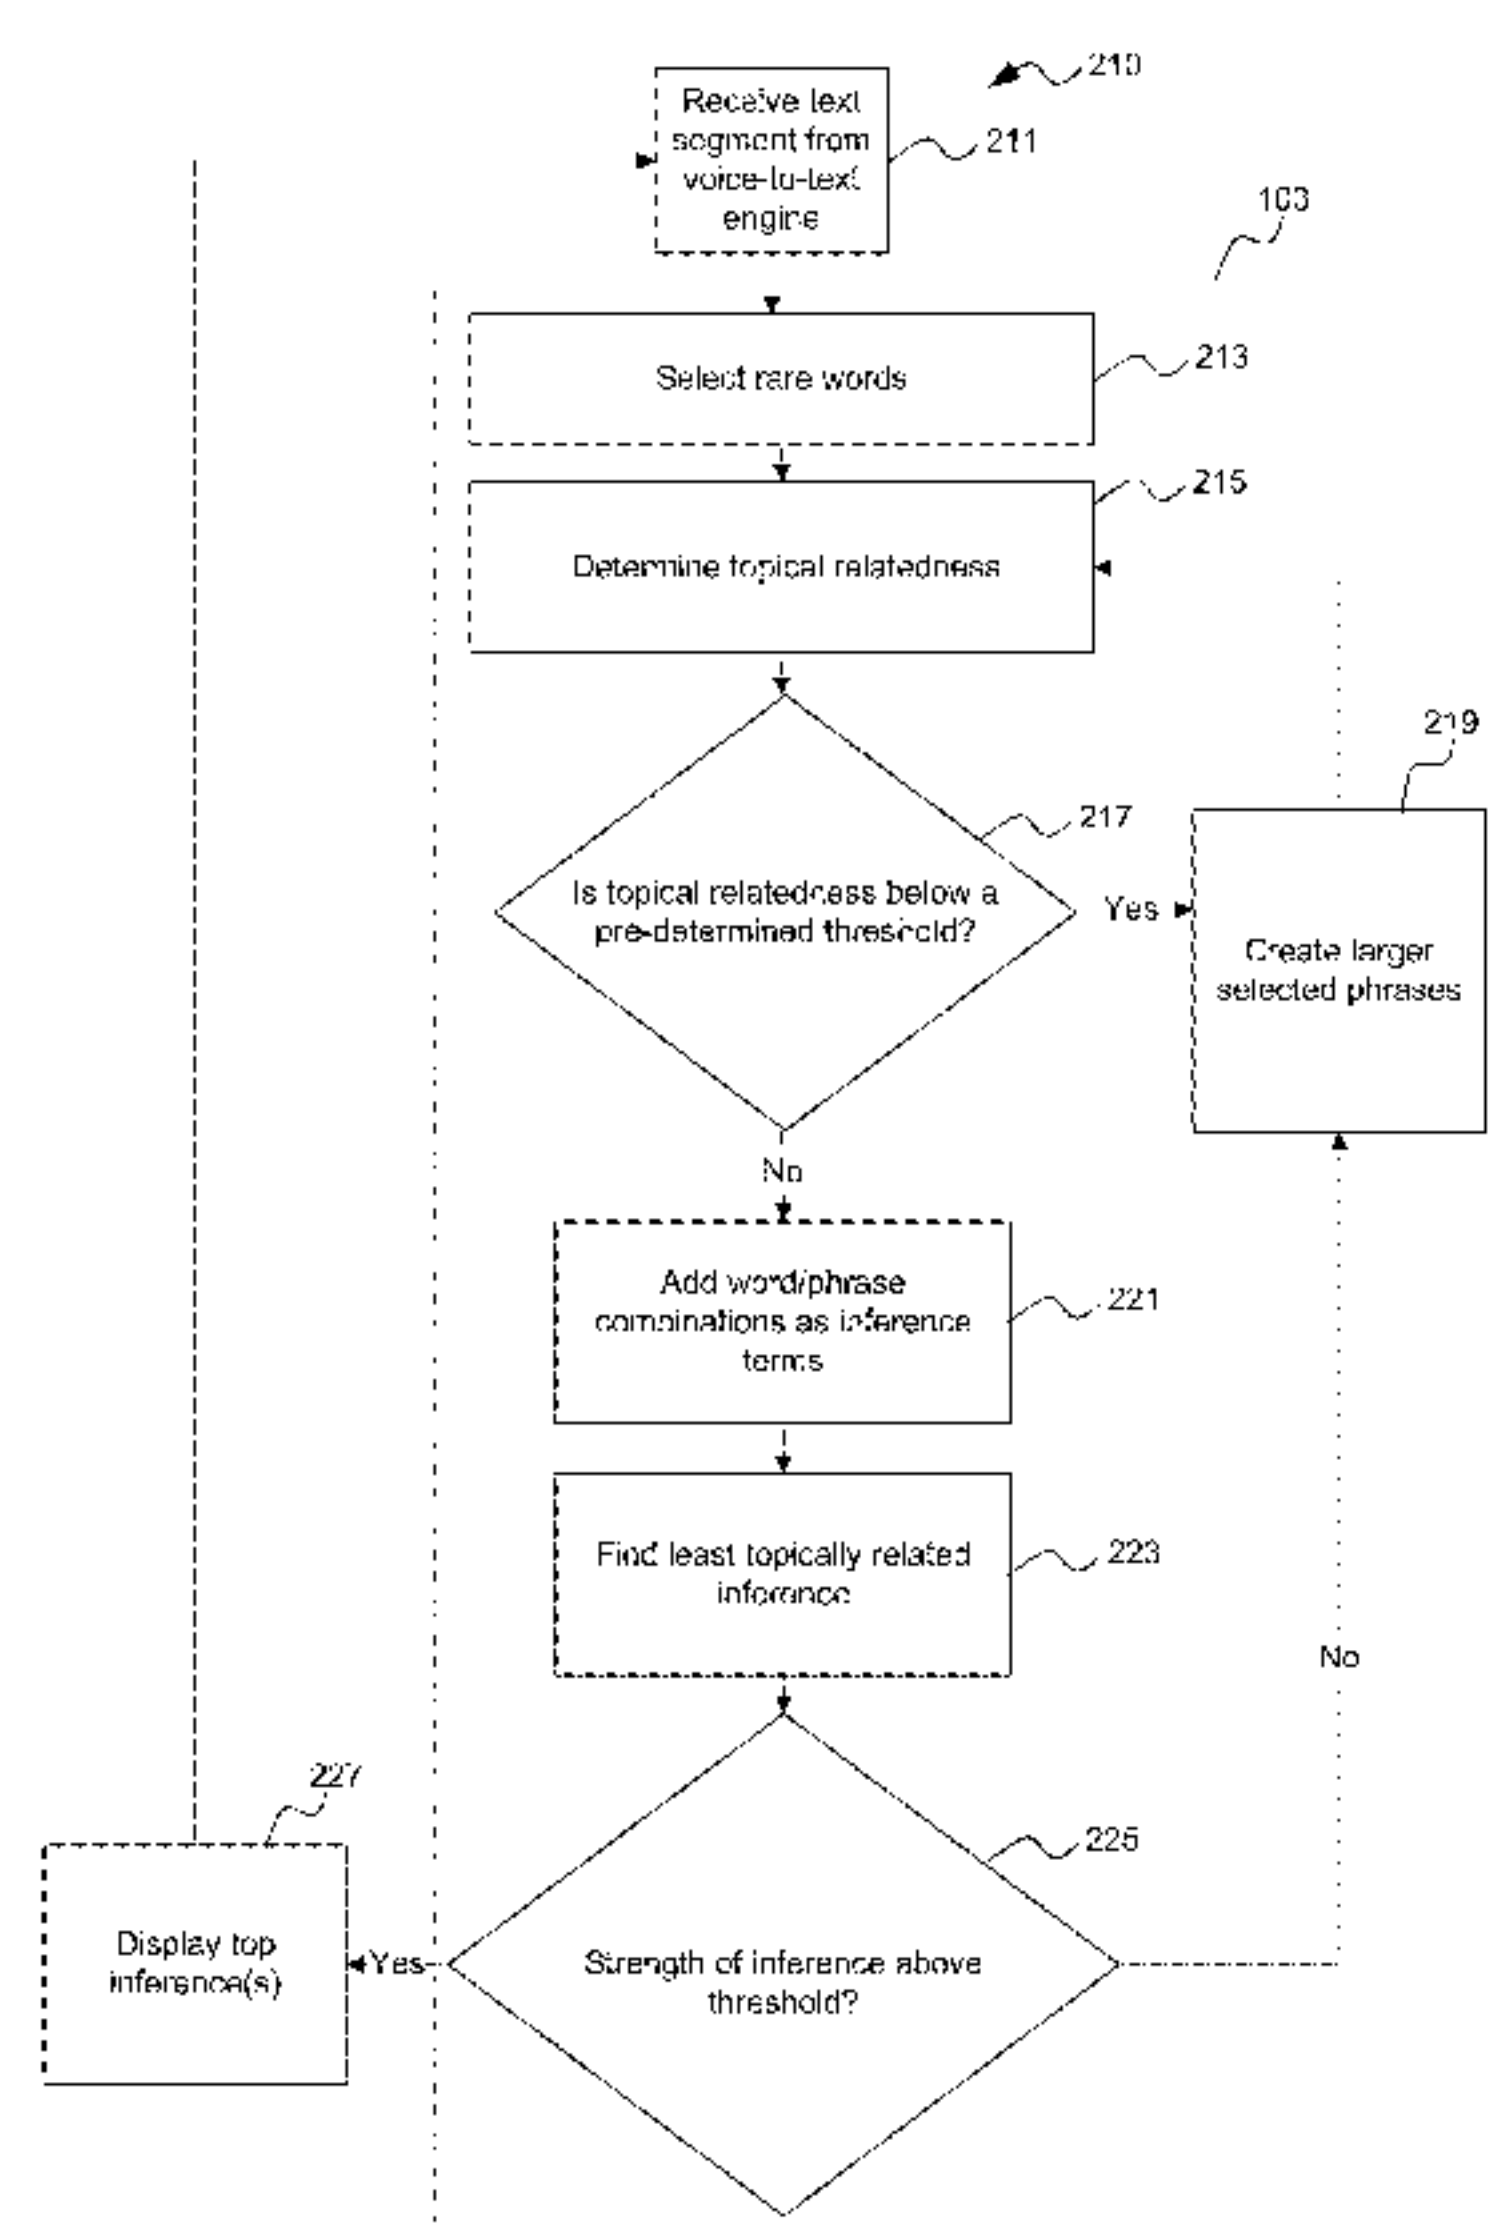 210
Receive text
segment from
voice-to-text
engine
211
103
Select rare words
213
Determine topical relatedness
215
Is topical relatedness below a
pre-determined threshold?
217
Yes
219
Create larger
selected phrases
No
Add word/phrase
combinations as inference
terms
221
Find least topically related
inference
223
No
227
Display top
inference(s)
Yes
Strength of inference above
threshold?
225